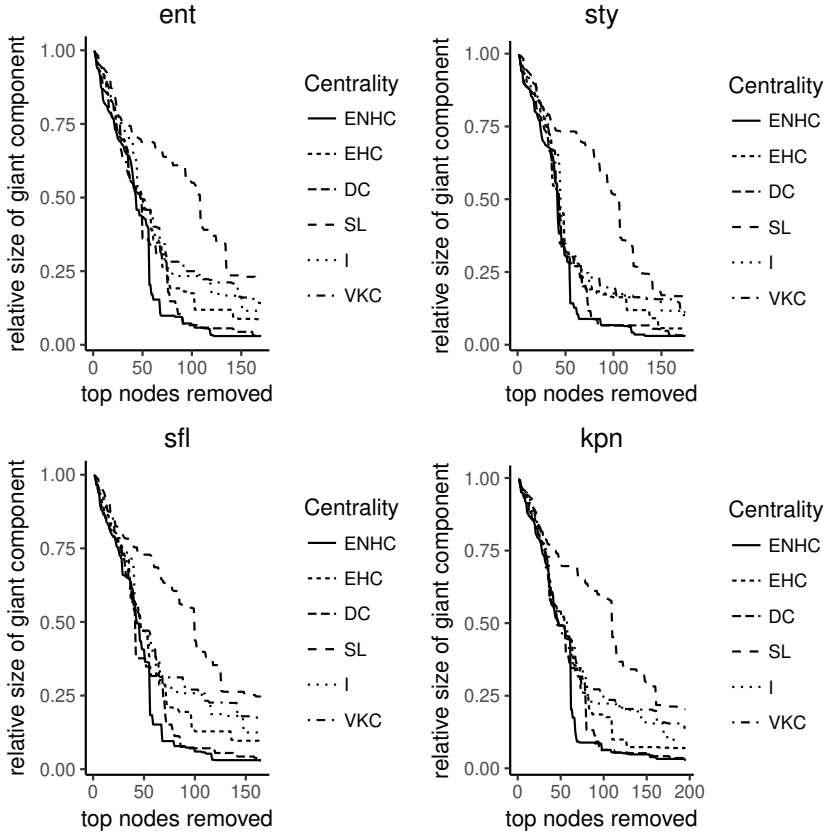 ent
relative size of giant component
1.00
0.75
0.50
0.25
0.00
0 50 100 150
top nodes removed
Centrality
ENHC
EHC
DC
SL
I
VKC
sty
relative size of giant component
1.00
0.75
0.50
0.25
0.00
0 50 100 150
top nodes removed
Centrality
ENHC
EHC
DC
SL
I
VKC
sfl
relative size of giant component
1.00
0.75
0.50
0.25
0.00
0 50 100 150
top nodes removed
Centrality
ENHC
EHC
DC
SL
I
VKC
kpn
relative size of giant component
1.00
0.75
0.50
0.25
0.00
0 50 100 150 200
top nodes removed
Centrality
ENHC
EHC
DC
SL
I
VKC